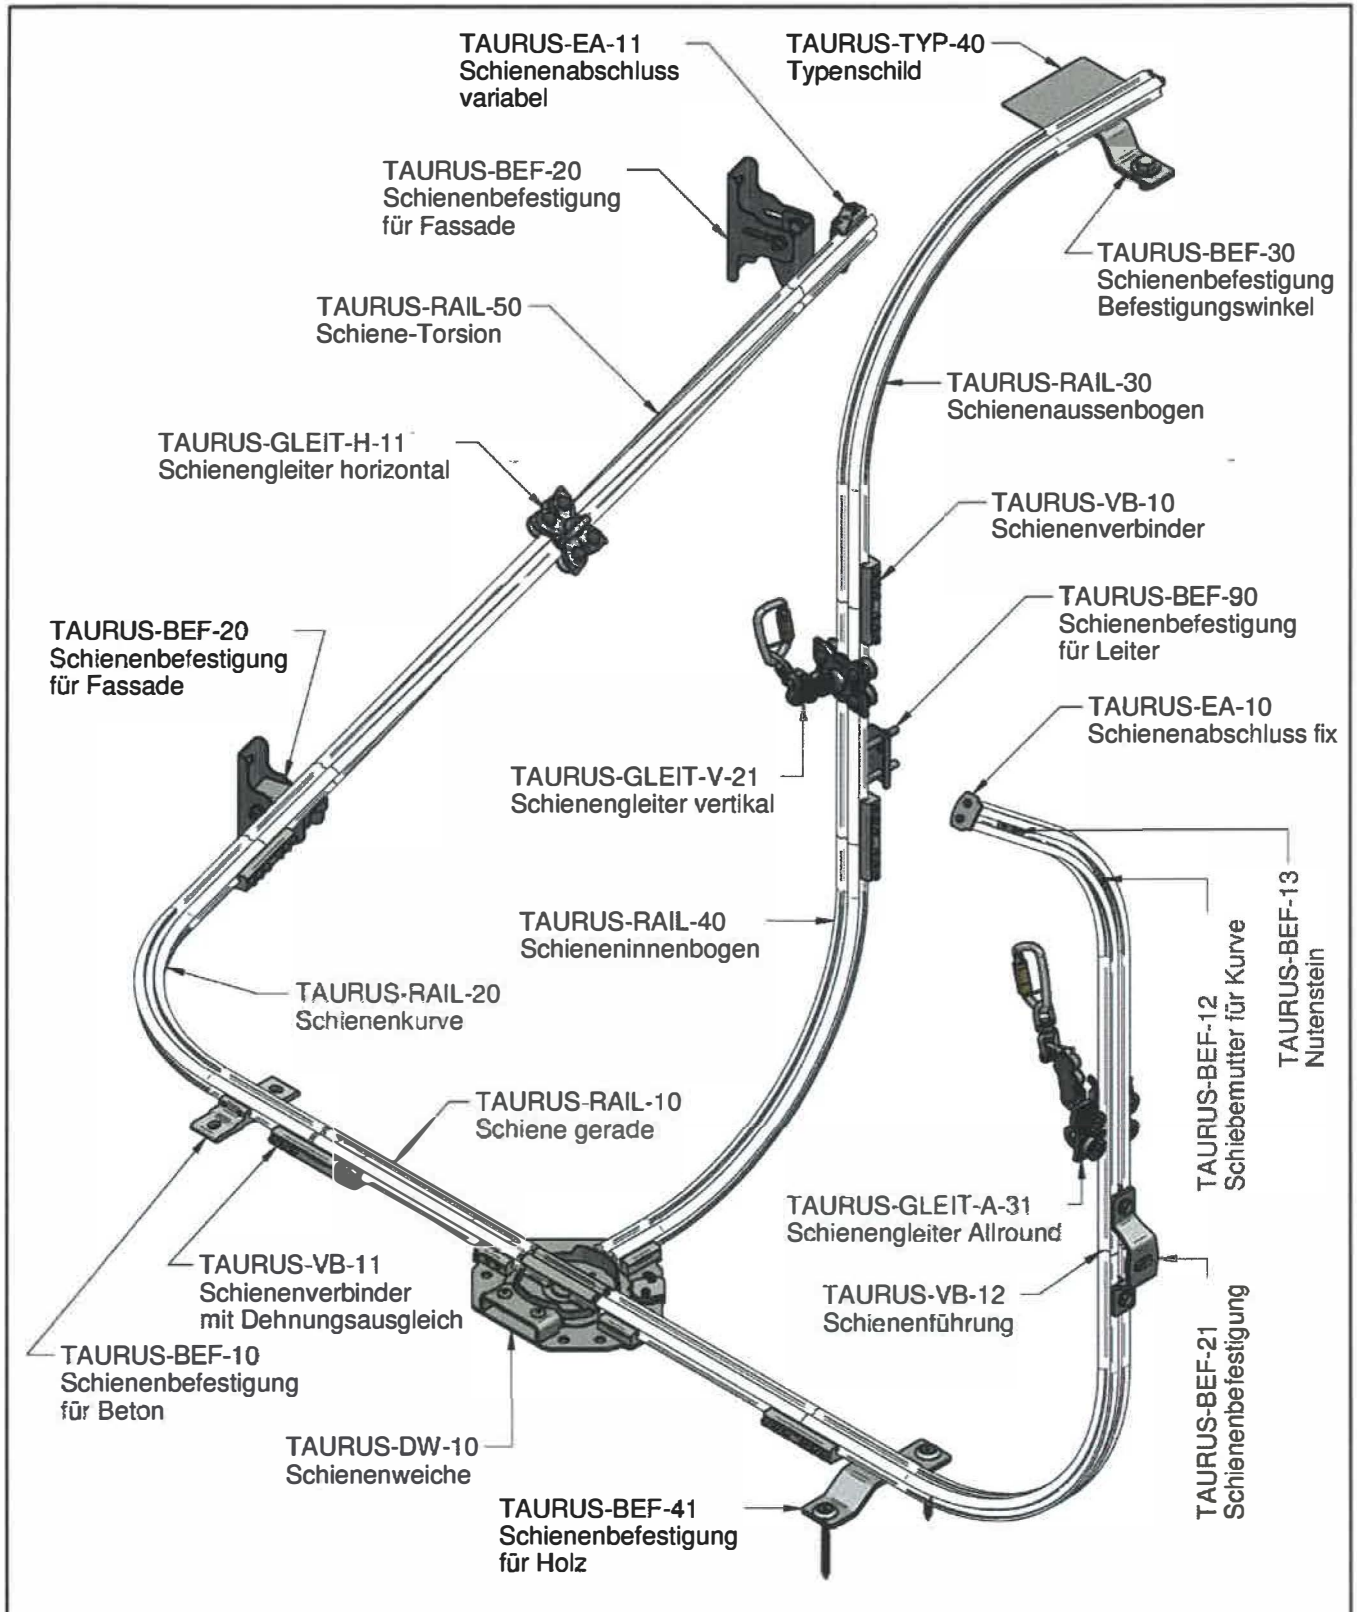 TAURUS-EA-11
Schienenabschluss
variabel
TAURUS-TYP-40
Typenschild
TAURUS-BEF-20
Schienenbefestigung
für Fassade
TAURUS-BEF-30
Schienenbefestigung
Befestigungswinkel
TAURUS-RAIL-50
Schiene-Torsion
TAURUS-RAIL-30
Schienenaussenbogen
TAURUS-GLEIT-H-11
Schienengleiter horizontal
TAURUS-VB-10
Schienenverbinder
TAURUS-BEF-90
Schienenbefestigung
für Leiter
TAURUS-BEF-20
Schienenbefestigung
für Fassade
TAURUS-EA-10
Schienenabschluss fix
TAURUS-GLEIT-V-21
Schienengleiter vertikal
TAURUS-BEF-13
Nutenstein
TAURUS-BEF-12
Schiebemutter für Kurve
TAURUS-RAIL-40
Schieneninnenbogen
TAURUS-RAIL-20
Schienenkurve
TAURUS-RAIL-10
Schiene gerade
TAURUS-GLEIT-A-31
Schienengleiter Allround
TAURUS-VB-11
Schienenverbinder
mit Dehnungsausgleich
TAURUS-VB-12
Schienenführung
TAURUS-BEF-21
Schienenbefestigung
TAURUS-BEF-10
Schienenbefestigung
für Beton
TAURUS-DW-10
Schienenweiche
TAURUS-BEF-41
Schienenbefestigung
für Holz